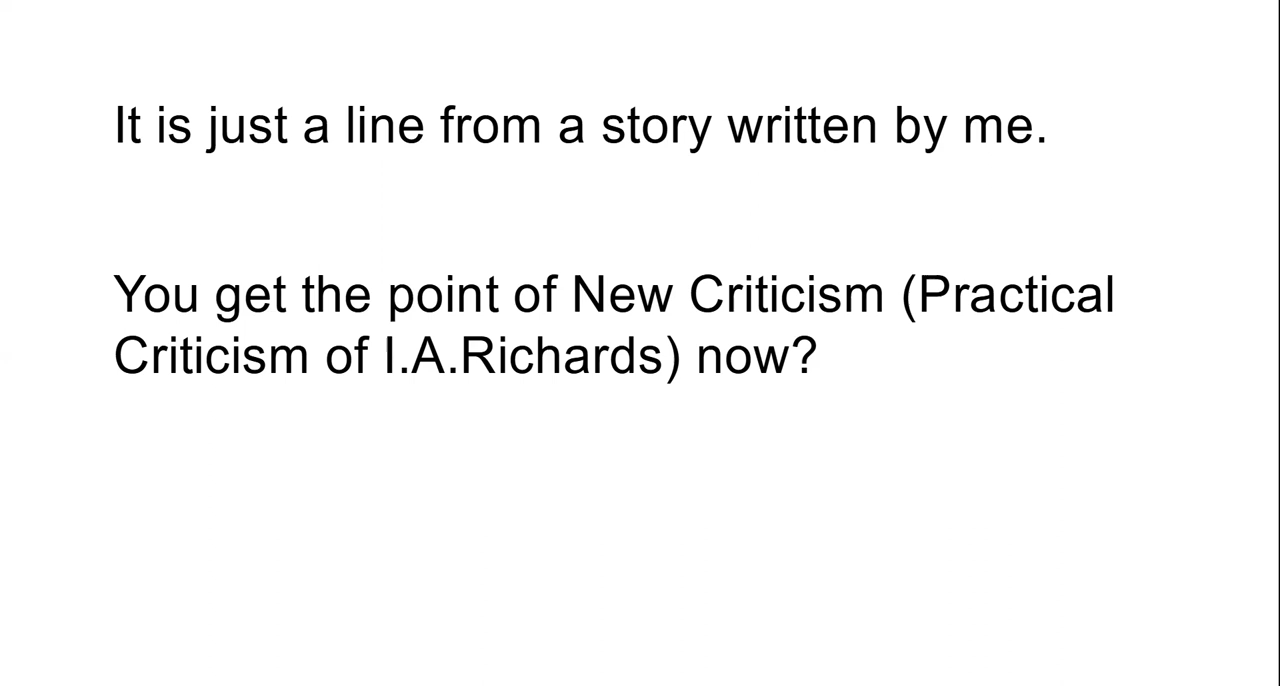 It is just a line from a story written by me.
You get the point of New Criticism (Practical
Criticism of I.A.Richards) now?